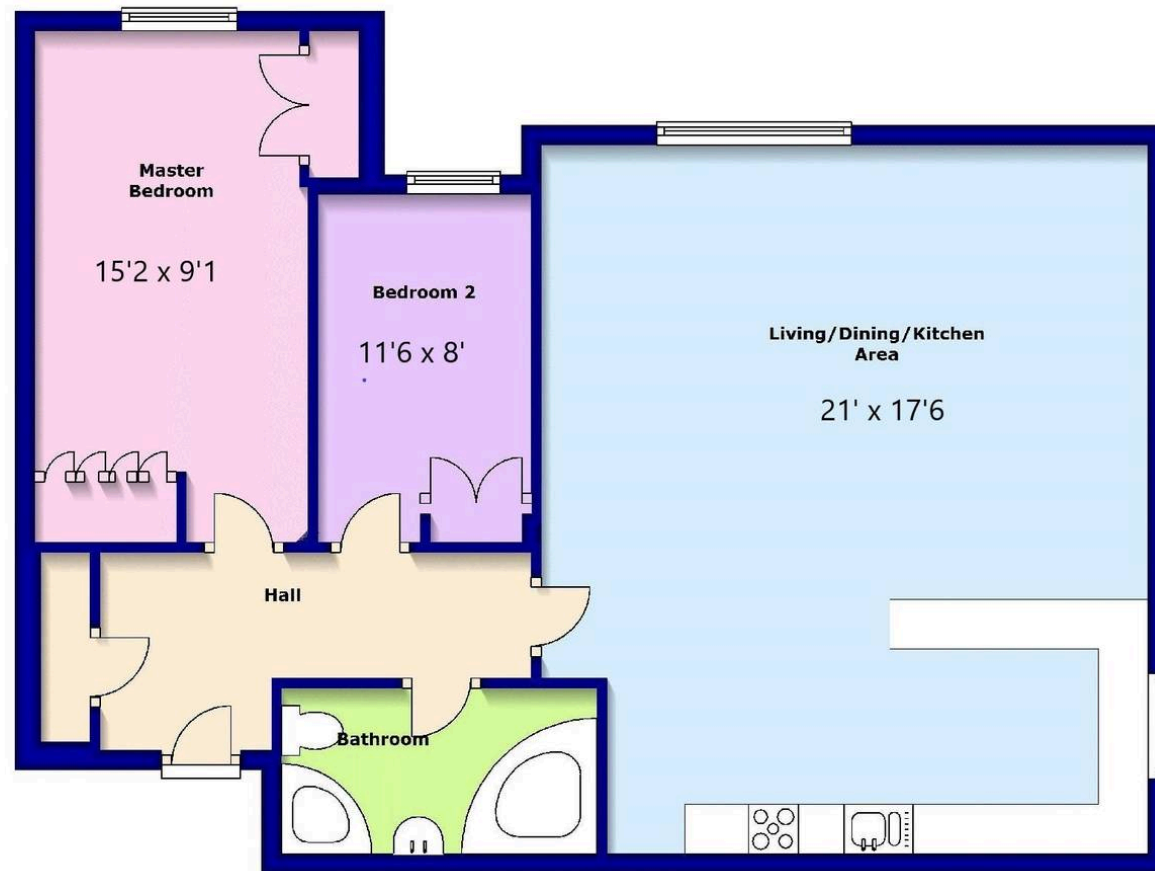 Master
Bedroom
15'2 x 9'1
Bedroom 2
11'6 x 8'
Living/Dining/Kitchen
Area
21' x 17'6
Hall
Bathroom